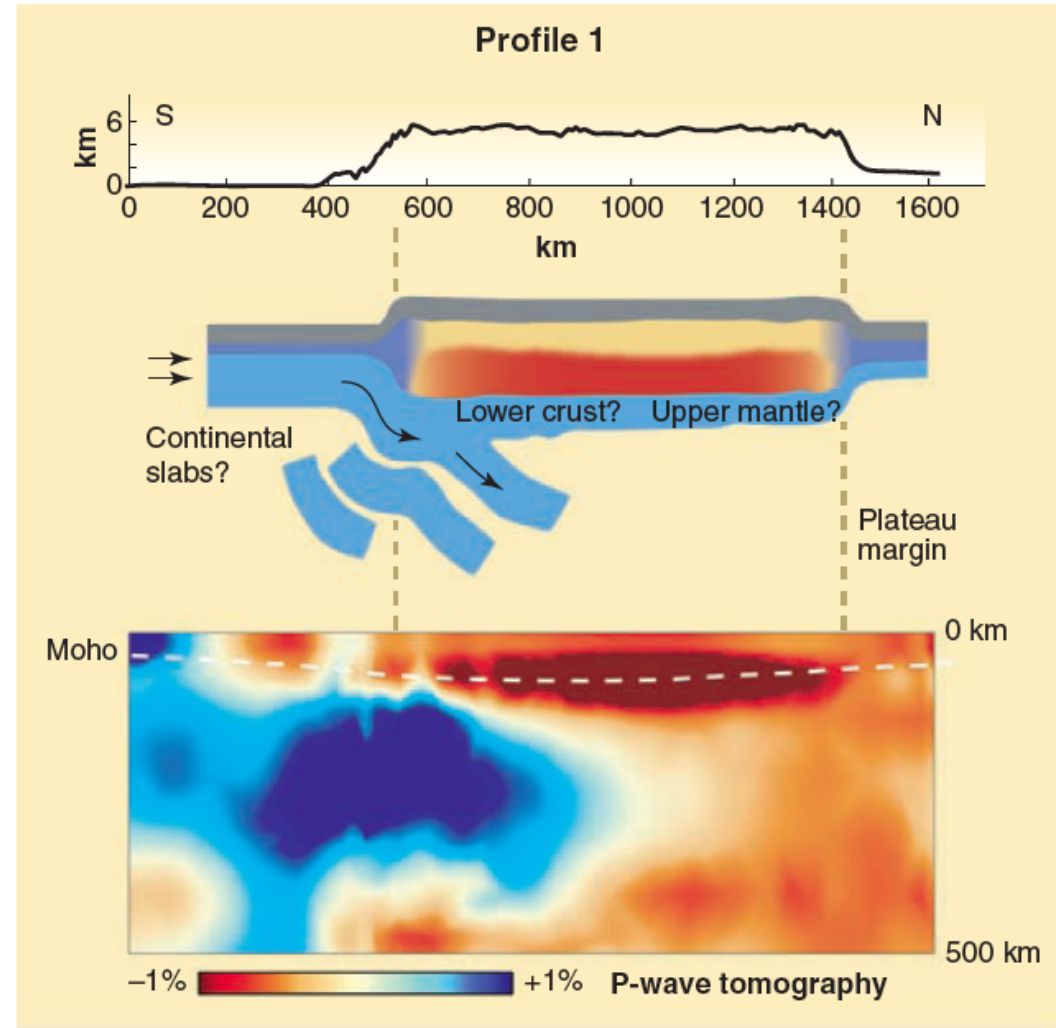 Profile 1
S
N
km
6
0
0 200 400 600 800 1000 1200 1400 1600
km
Lower crust? Upper mantle?
Continental
slabs?
Plateau
margin
0 km
Moho
500 km
–1%
+1%
P-wave tomography